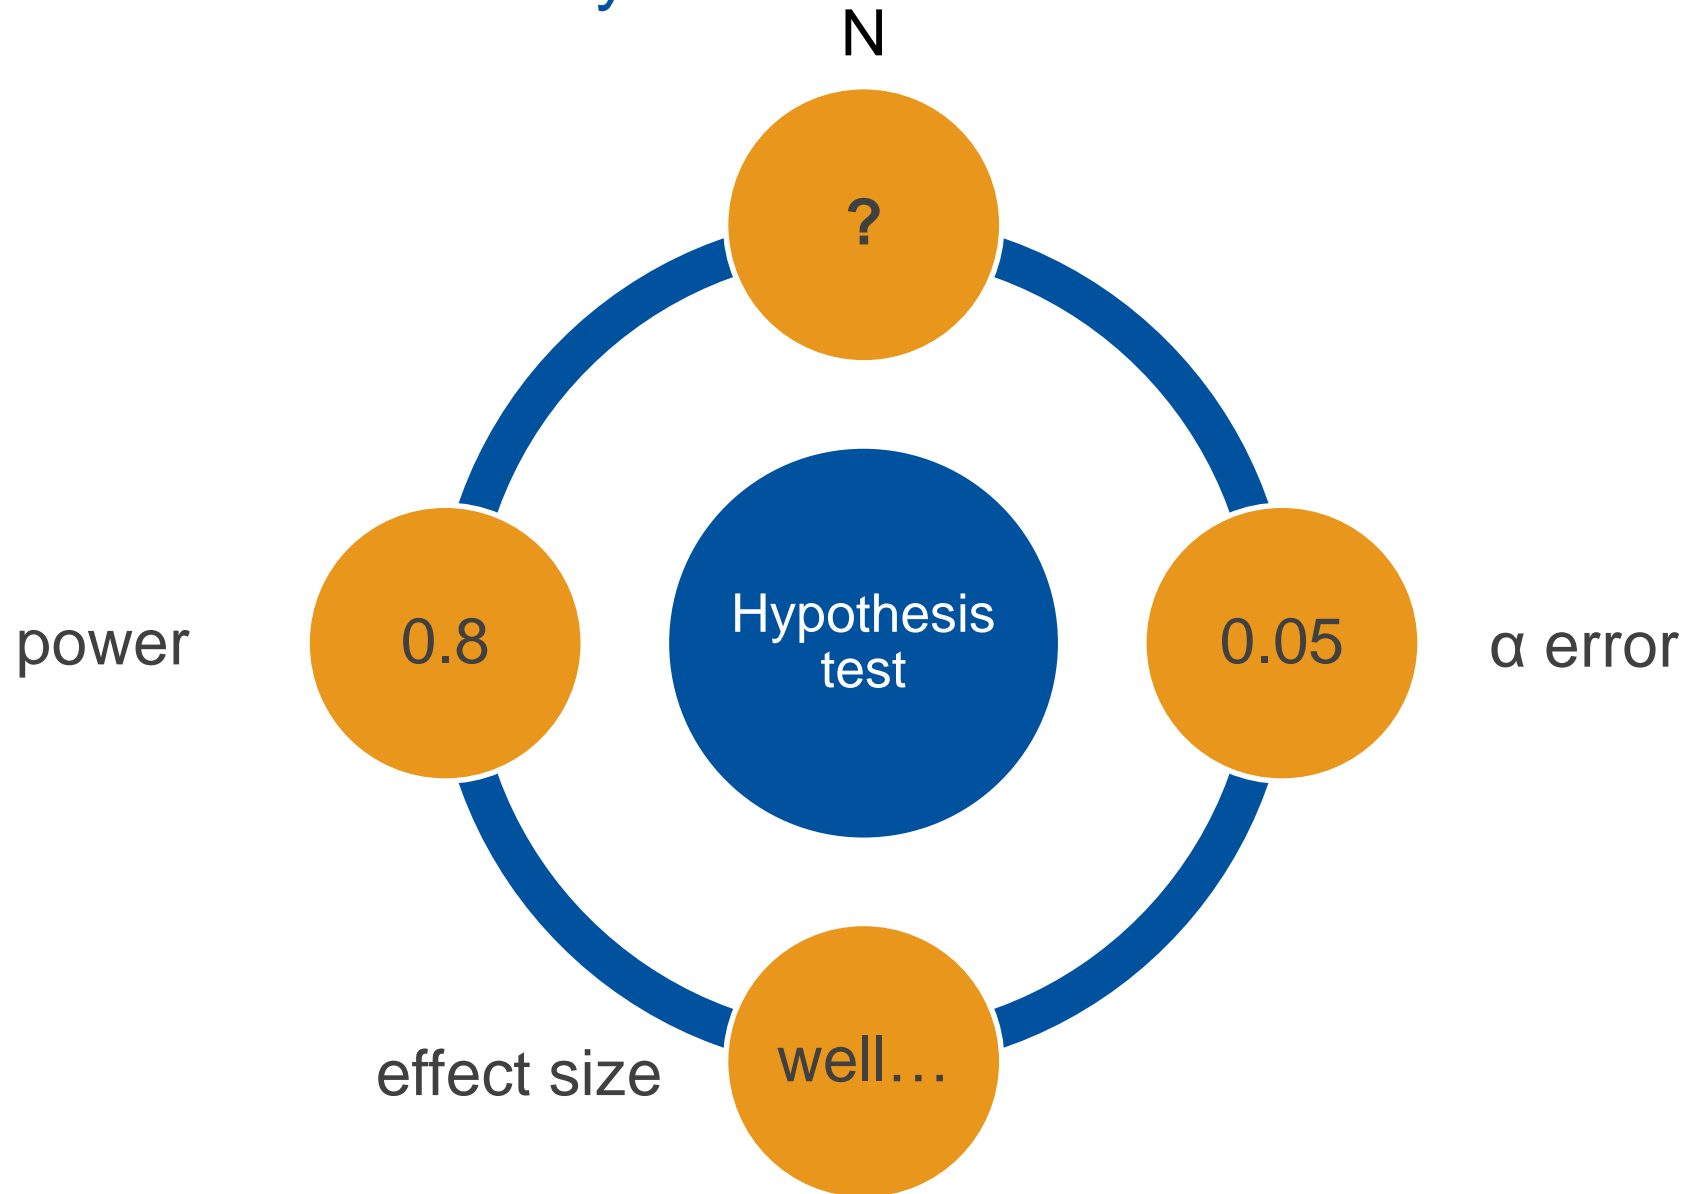 N
?
power
0.8
Hypothesis
test
0.05
α error
effect size
well…